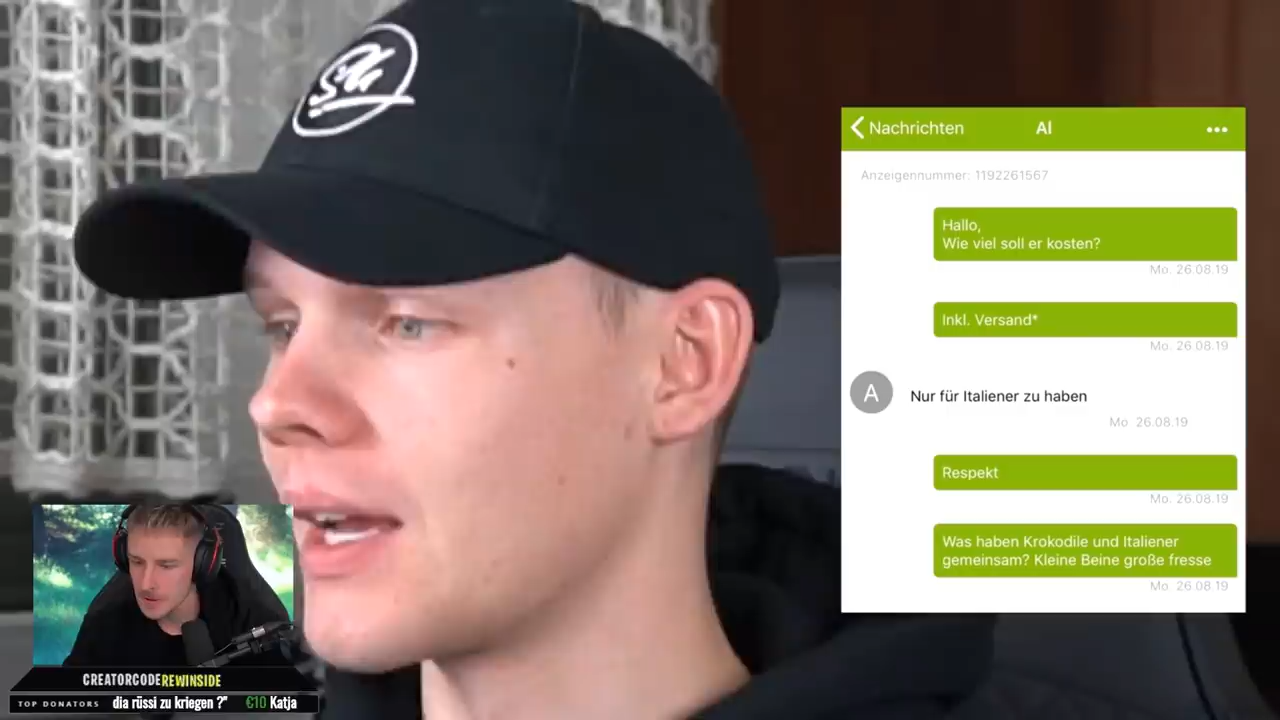 Nachrichten
Al
Anzeigennummer: 1192261567
Hallo,
Wie viel soll er kosten?
Mo. 26.08.19
Inkl. Versand*
Mo. 26 08.19
A
Nur für Italiener zu haben
Mo 26.08.19
Respekt
Mo. 26.08.19
Was haben Krokodile und Italiener
gemeinsam? Kleine Beine große fresse
Mo. 26.08.19
CREATORCODEREWINSIDE
TOP DONATORS dia rüssi zu kriegen ?" €10 Katja